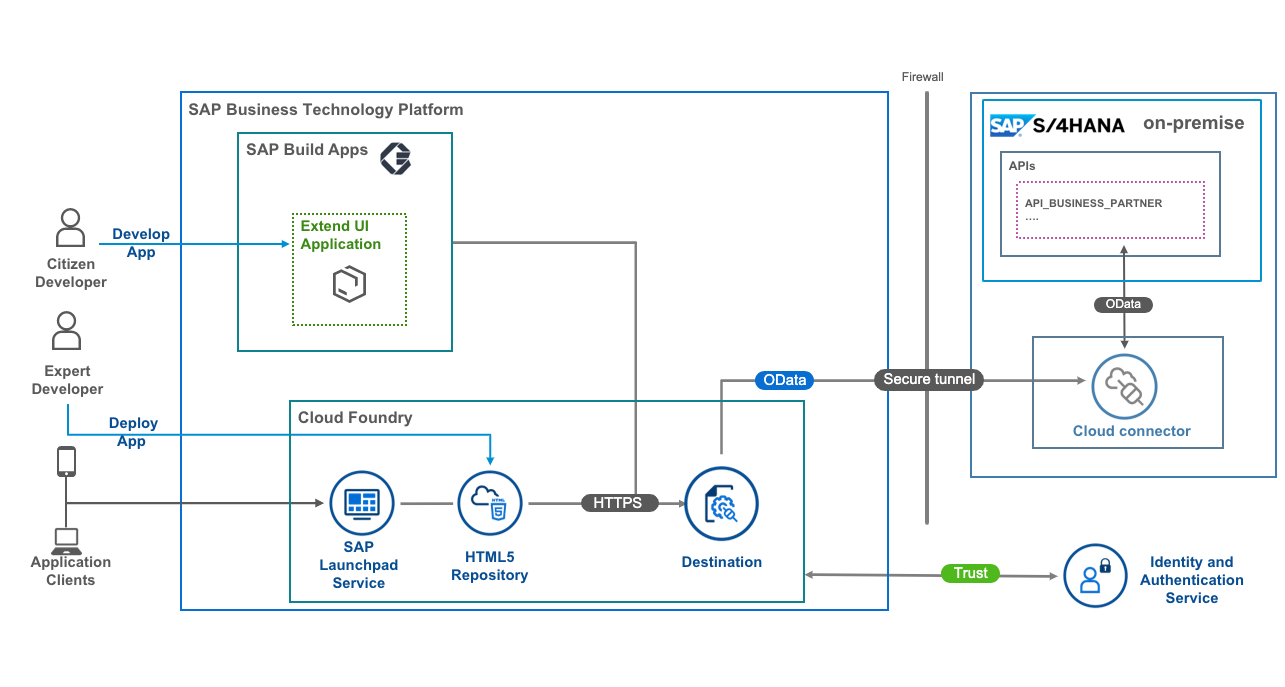 Firewall
SAP Business Technology Platform
SAP Build Apps
Extend UI
Application
Citizen
Developer
Develop
App
Expert
Developer
Deploy
App
Application
Clients
Cloud Foundry
SAP
Launchpad
Service
HTML
5
HTML5
Repository
HTTPS
Destination
OData
Secure tunnel
SAP S/4HANA on-premise
APIs
API_BUSINESS_PARTNER
....
OData
Cloud connector
Trust
Identity and
Authentication
Service